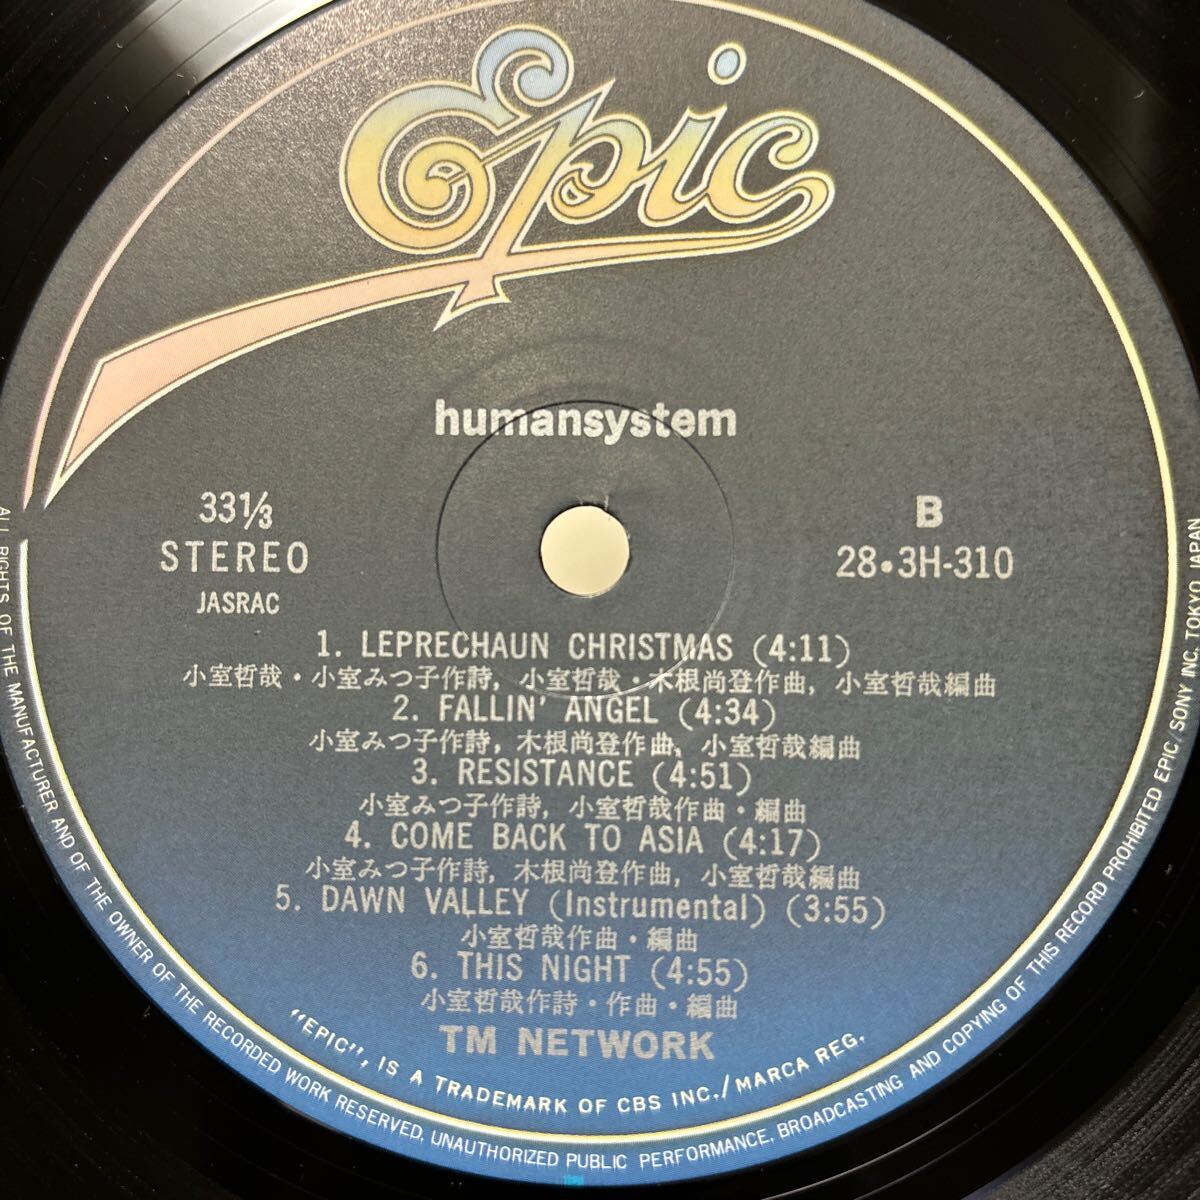 Epic
humansystem
33⅓
STEREO
JASRAC
B
28•3H-310
1. LEPRECHAUN CHRISTMAS (4:11)
小室哲哉・小室みつ子作詩, 小室哲哉・木根尚登作曲, 小室哲哉編曲
2. FALLIN' ANGEL (4:34)
小室みつ子作詩, 木根尚登作曲, 小室哲哉編曲
3. RESISTANCE (4:51)
小室みつ子作詩, 小室哲哉作曲・編曲
4. COME BACK TO ASIA (4:17)
小室みつ子作詩, 木根尚登作曲, 小室哲哉編曲
5. DAWN VALLEY (Instrumental) (3:55)
小室哲哉作曲・編曲
6. THIS NIGHT (4:55)
小室哲哉作詩・作曲・編曲
TM NETWORK
"EPIC", IS A TRADEMARK OF CBS INC./MARCA REG.
ALL RIGHTS OF THE MANUFACTURER AND OF THE OWNER OF THE RECORDED WORK RESERVED. UNAUTHORIZED PUBLIC PERFORMANCE, BROADCASTING AND COPYING OF THIS RECORD PROHIBITED EPIC/SONY INC. TOKYO JAPAN